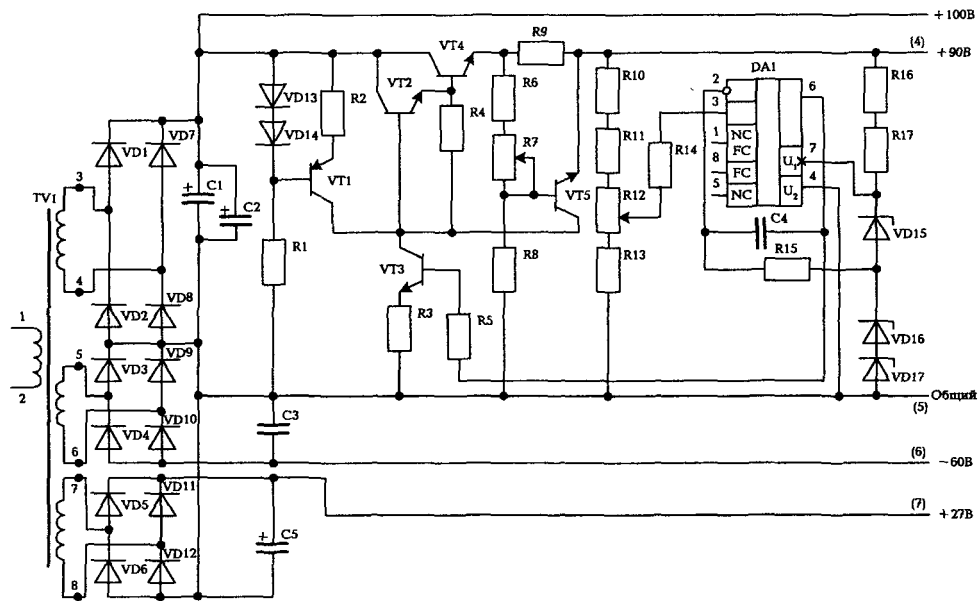 +100В
(4)
+90В
R9
VT4
DA1
VT2
R6
R10
2
6
R16
VD13
R2
R4
3
VD14
1
NC
R7
R11
R14
FC
7
R17
8
VD7
U₁
FC
4
VD1
VT1
5
U₂
NC
R12
3
VT5
TV1
C1
C4
C2
VD15
R1
R8
R13
R15
VT3
4
VD8
R3
R5
VD2
VD16
1
VD9
5
VD3
VD17
2
Общий
(5)
C3
VD10
VD4
6
(6)
~60В
7
VD11
(7)
VD5
+27В
C5
VD12
VD6
8
+
+
+